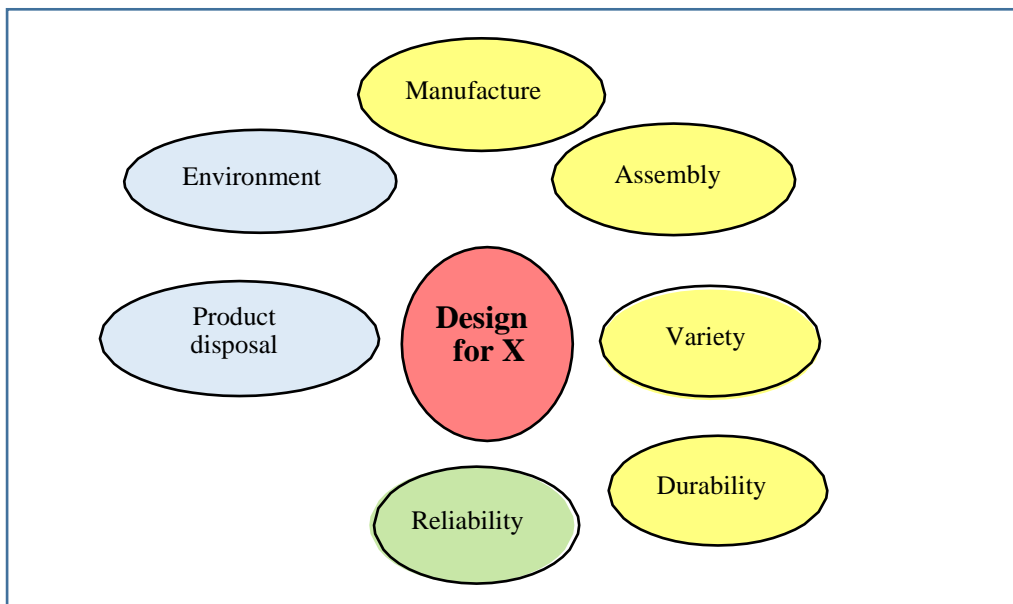 Manufacture
Environment
Assembly
Product
disposal
Design
for X
Variety
Durability
Reliability